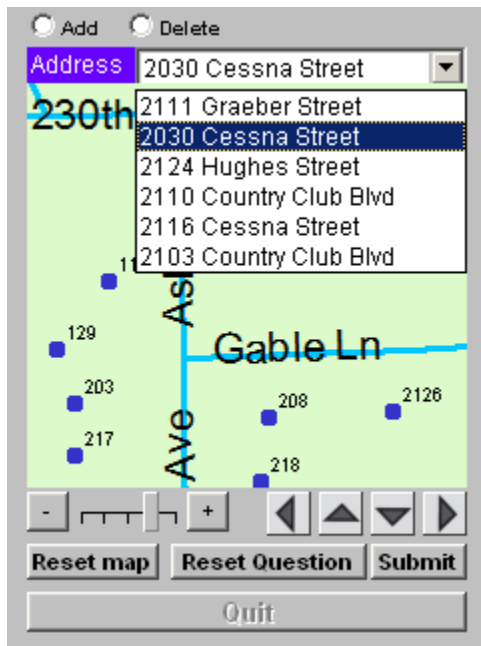 Add Delete
Address 2030 Cessna Street
230th
2111 Graeber Street
2030 Cessna Street
2124 Hughes Street
2110 Country Club Blvd
2116 Cessna Street
2103 Country Club Blvd
129
Gable Ln
203
208
2126
217
Ave
218
- +
Reset map Reset Question Submit
Quit